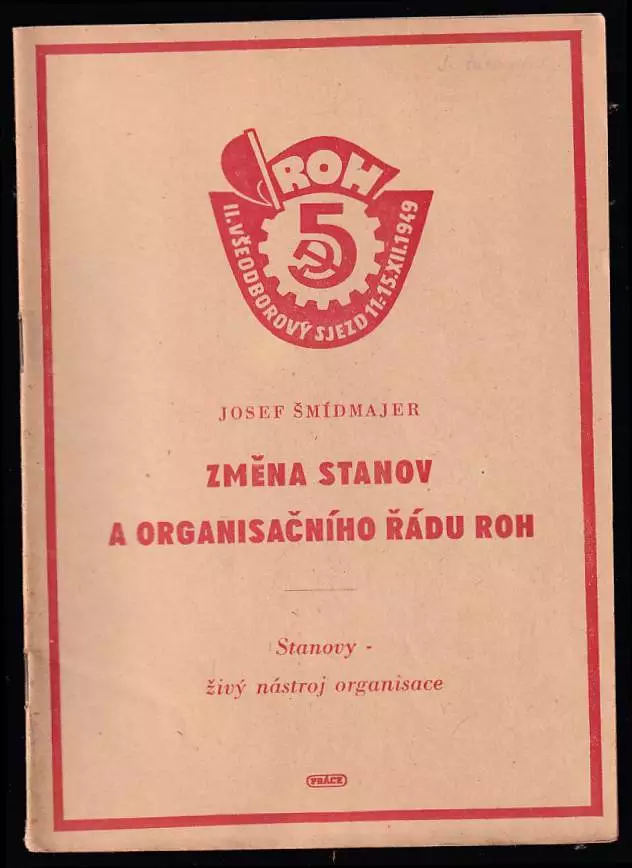 ROH
5
II. VŠEODBOROVÝ SJEZD 11.-15.XII.1949
JOSEF ŠMÍDMAJER
ZMĚNA STANOV
A ORGANISAČNÍHO ŘÁDU ROH
Stanovy -
živý nástroj organisace
PRÁCE